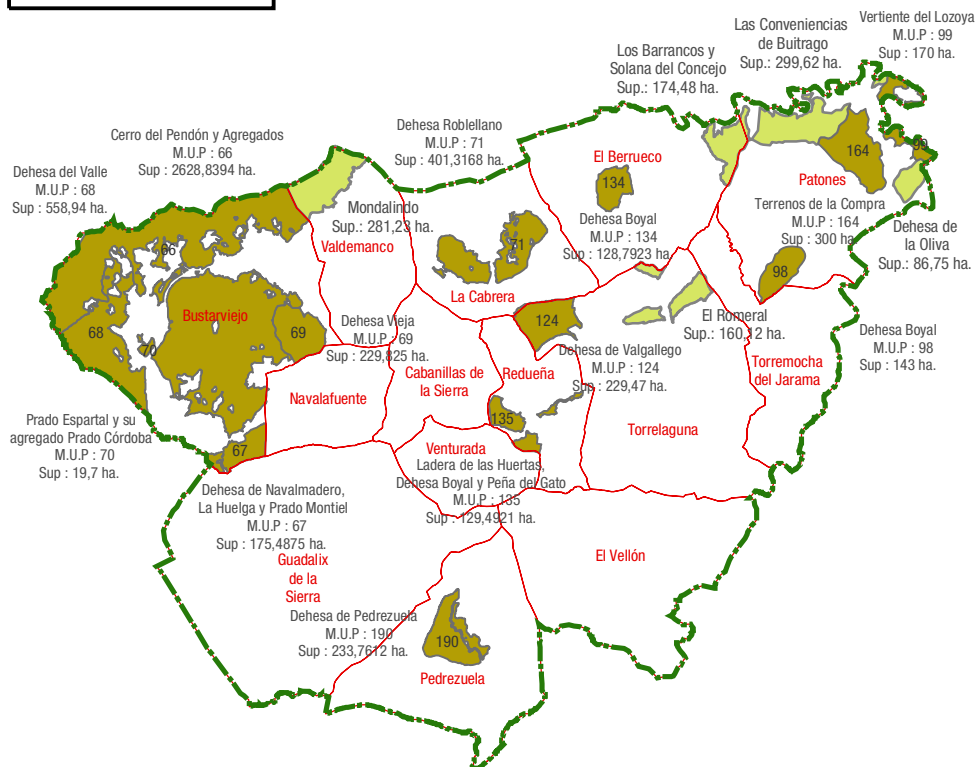 Vertiente del Lozoya
M.U.P : 99
Sup : 170 ha.
Las Conveniencias
de Buitrago
Sup.: 299,62 ha.
Los Barrancos y
Solana del Concejo
Sup.: 174,48 ha.
Cerro del Pendón y Agregados
M.U.P : 66
Sup : 2628,8394 ha.
Dehesa Roblellano
M.U.P : 71
Sup : 401,3168 ha.
Dehesa del Valle
M.U.P : 68
Sup : 558,94 ha.
El Berrueco
134
164
99
Patones
Mondalindo
Sup.: 281,23 ha.
Valdemanco
Terrenos de la Compra
M.U.P : 164
Sup : 300 ha.
Dehesa Boyal
M.U.P : 134
Sup : 128,7923 ha.
Dehesa de
la Oliva
Sup.: 86,75 ha.
66
71
98
La Cabrera
Bustarviejo
68
70
69
124
Dehesa Vieja
M.U.P : 69
Sup : 229,825 ha.
El Romeral
Sup.: 160,12 ha.
Dehesa Boyal
M.U.P : 98
Sup : 143 ha.
Dehesa de Valgallego
M.U.P : 124
Sup : 229,47 ha.
Cabanillas de
la Sierra
Redueña
Torremocha
del Jarama
Navalafuente
Prado Espartal y su
agregado Prado Córdoba
M.U.P : 70
Sup : 19,7 ha.
135
67
Venturada
Torrelaguna
Ladera de las Huertas,
Dehesa Boyal y Peña del Gato
M.U.P : 135
Sup : 129,4921 ha.
Dehesa de Navalmadero,
La Huelga y Prado Montiel
M.U.P : 67
Sup : 175,4875 ha.
Guadalix
de la
Sierra
El Vellón
Dehesa de Pedrezuela
M.U.P : 190
Sup : 233,7612 ha.
190
Pedrezuela